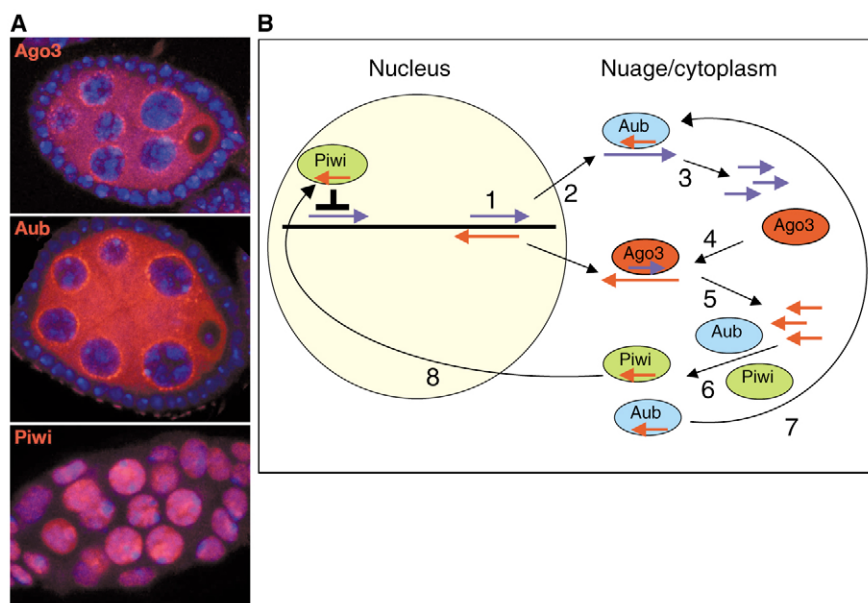 A
Ago3
Aub
Piwi
B
Nucleus
Nuage/cytoplasm
Piwi
1
2
Aub
3
Ago3
4
Ago3
5
Aub
Piwi
6
Piwi
Aub
7
8